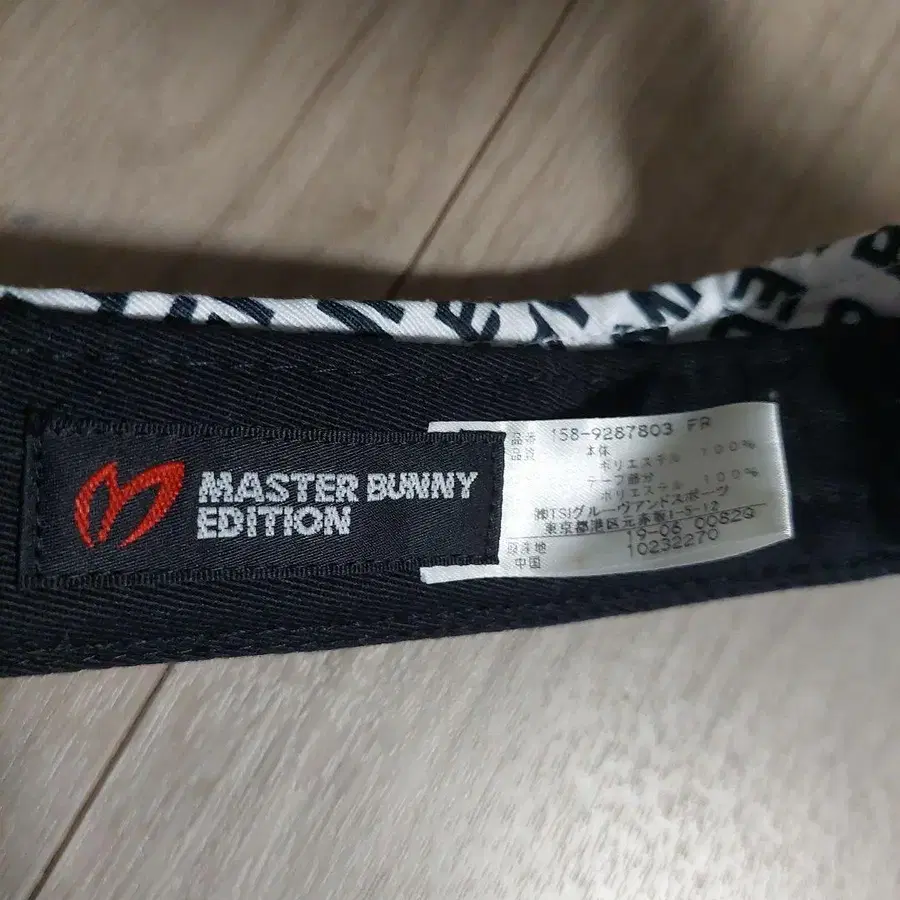 MASTER BUNNY
EDITION
品番 158-9287803 FR
品質 本体
ポリエステル 100%
テープ部分 100%
ポリエステル
㈱TSIグルーヴアンドスポーツ
東京都港区元赤坂1-5-12
19-06 0082G
原産地 10232270
中国